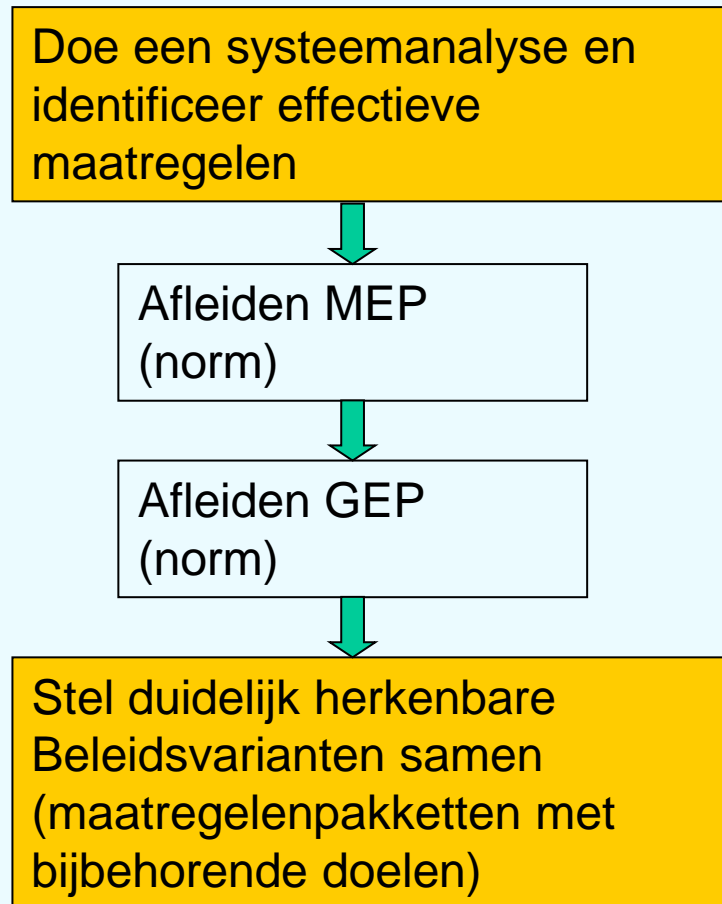 Doe een systeemanalyse en
identificeer effectieve
maatregelen
Afleiden MEP
(norm)
Afleiden GEP
(norm)
Stel duidelijk herkenbare
Beleidsvarianten samen
(maatregelenpakketten met
bijbehorende doelen)